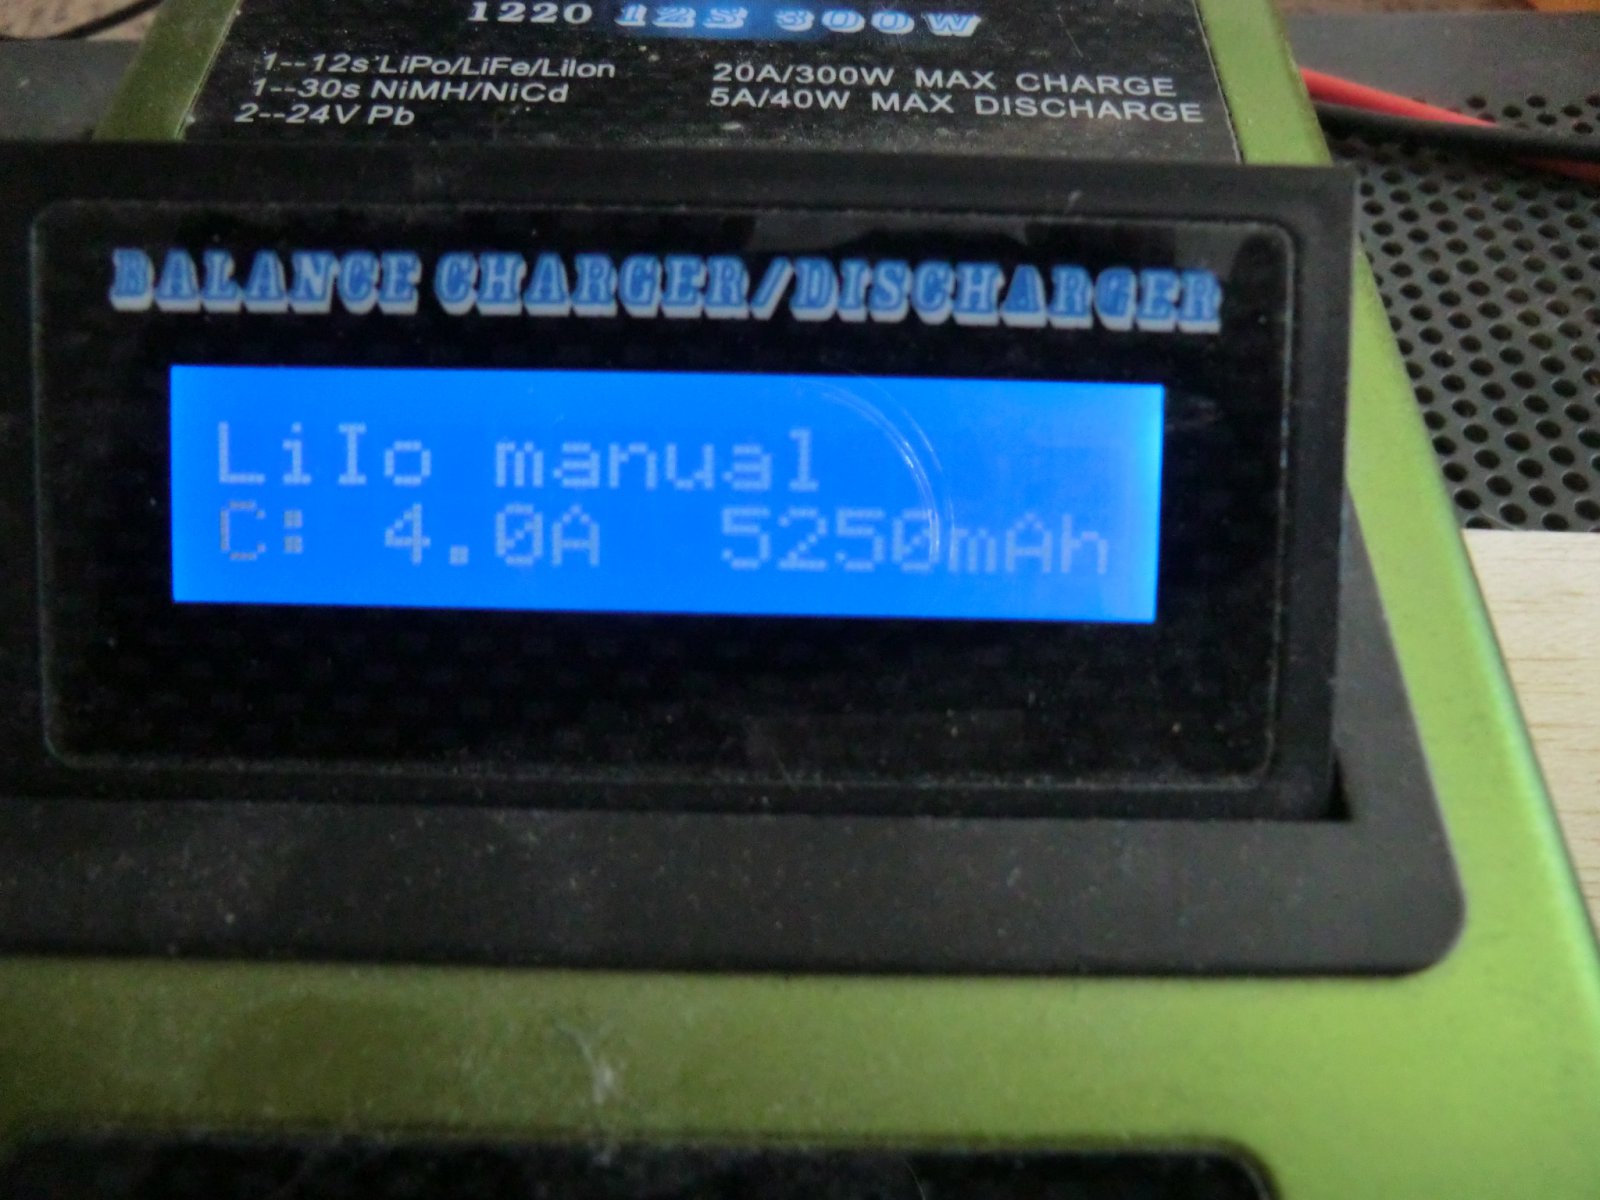 1220 12S 300W
1--12s LiPo/LiFe/LiIon
1--30s NiMH/NiCd
2--24V Pb
20A/300W MAX CHARGE
5A/40W MAX DISCHARGE
BALANCE CHARGER/DISCHARGER
LiIo manual
C: 4.0A 5250mAh